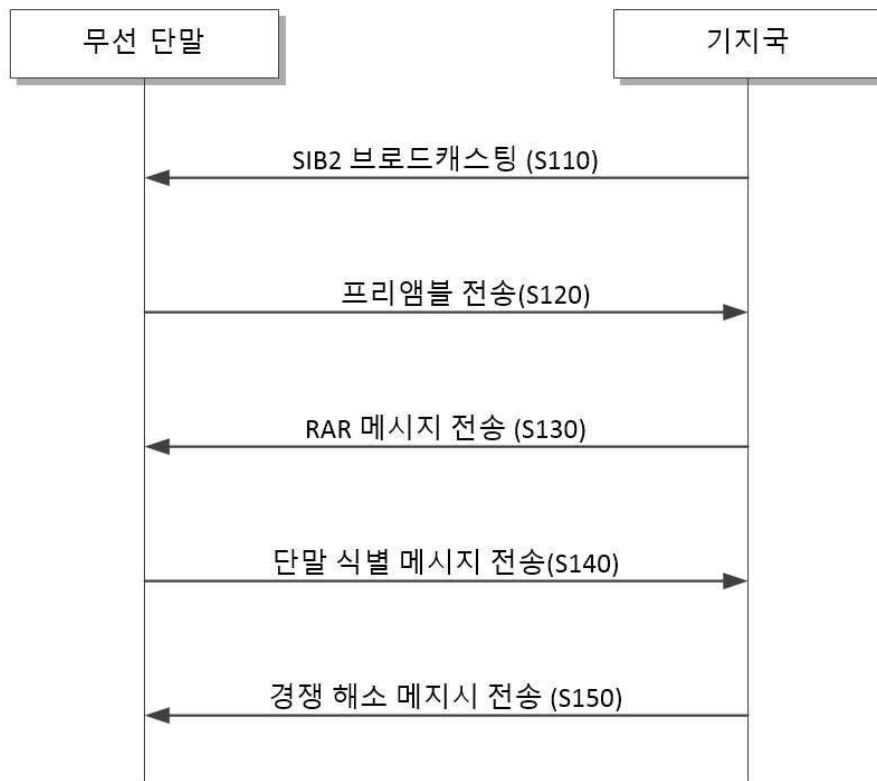 무선 단말
기지국
SIB2 브로드캐스팅 (S110)
프리앰블 전송(S120)
RAR 메시지 전송 (S130)
단말 식별 메시지 전송(S140)
경쟁 해소 메지시 전송 (S150)